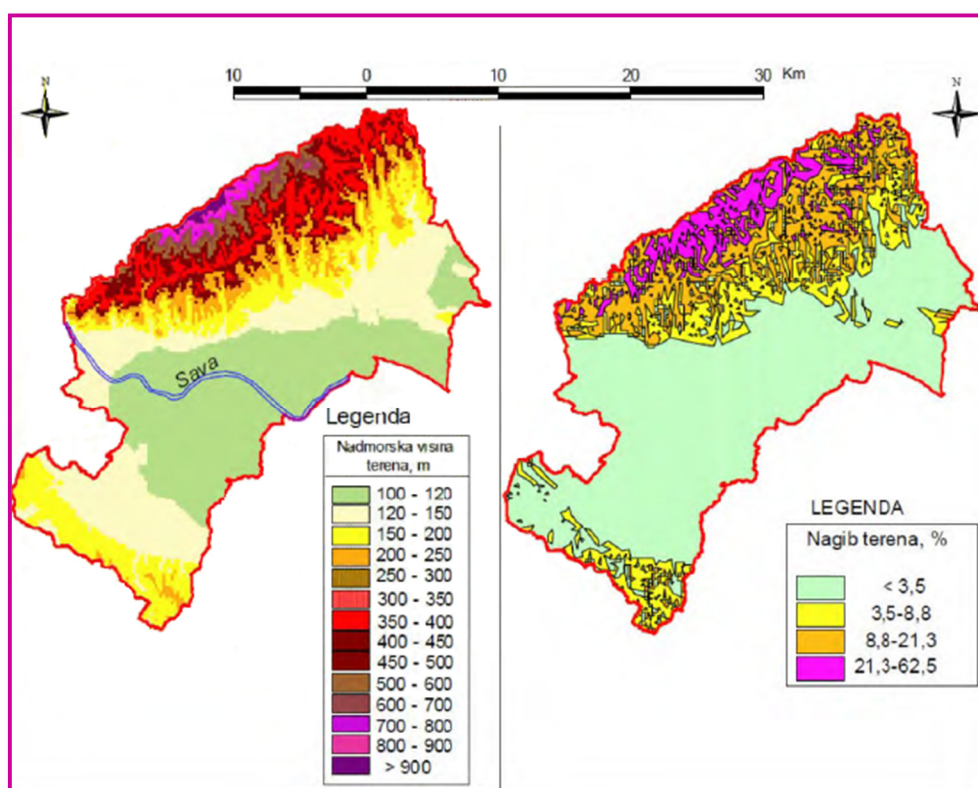 10 0 10 20 30 Km
N
N
Sava
Legenda
Nadmorska visina
terena, m
100 - 120
120 - 150
150 - 200
200 - 250
250 - 300
300 - 350
350 - 400
400 - 450
450 - 500
500 - 600
600 - 700
700 - 800
800 - 900
> 900
LEGENDA
Nagib terena, %
< 3,5
3,5-8,8
8,8-21,3
21,3-62,5